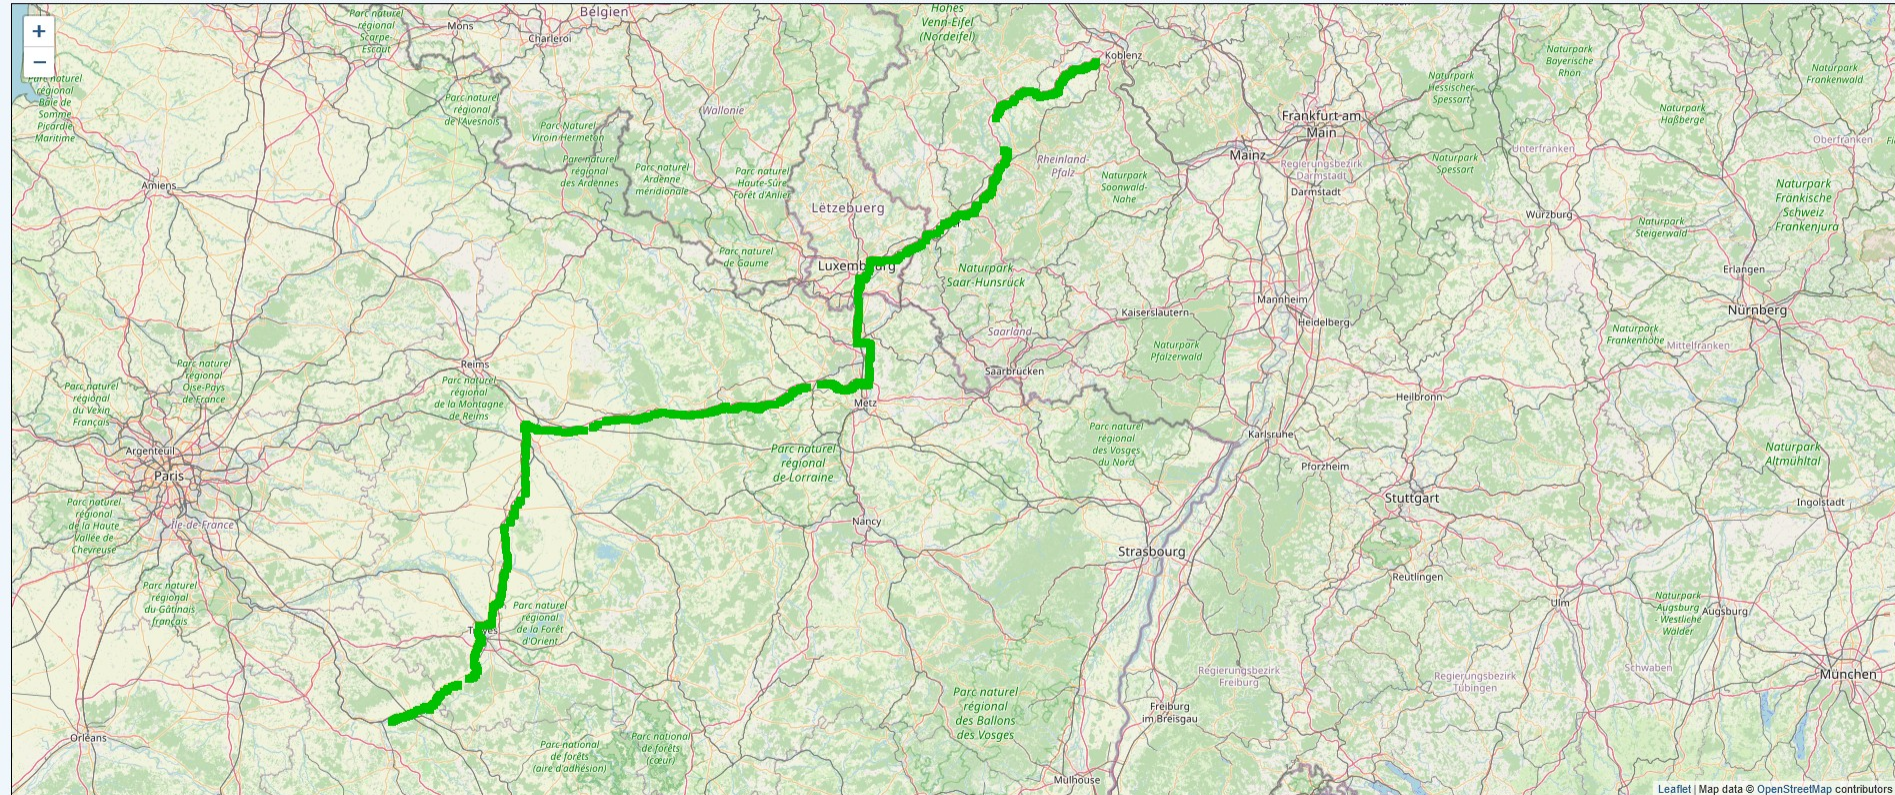 +
−
Parc naturel
régional
Scarpe-
Escaut
Mons
Charleroi
Belgien
Hohes
Venn-Eifel
(Nordeifel)
Koblenz
Naturpark
Bayerische
Rhön
Naturpark
Hessischer
Spessart
Naturpark
Frankenwald
Parc naturel
régional
Baie de
Somme
Picardie
Maritime
Parc naturel
régional
de l'Avesnois
Wallonie
Naturpark
Haßberge
Frankfurt am
Main
Parc Naturel
Viroin Hermeton
Parc naturel
régional
des Ardennes
Parc naturel
Ardenne
méridionale
Parc naturel
Haute-Sûre
Forêt d'Anlier
Rheinland-
Pfalz
Naturpark
Soonwald-
Nahe
Mainz
Regierungsbezirk
Darmstadt
Darmstadt
Naturpark
Spessart
Unterfranken
Oberfranken
Amiens
Lëtzebuerg
Würzburg
Naturpark
Steigerwald
Naturpark
Fränkische
Schweiz
Frankenjura
Parc naturel
de Gaume
Luxembourg
Naturpark
Saar-Hunsrück
Erlangen
Mannheim
Heidelberg
Kaiserslautern
Nürnberg
Saarland
Naturpark
Pfälzerwald
Naturpark
Frankenhöhe
Mittelfranken
Reims
Parc naturel
régional
de la Montagne
de Reims
Parc naturel
régional
Oise-Pays
de France
Parc naturel
régional
du Vexin
Français
Saarbrücken
Metz
Heilbronn
Argenteuil
Paris
Parc naturel
régional
de Lorraine
Parc naturel
régional
des Vosges
du Nord
Karlsruhe
Pforzheim
Naturpark
Altmühltal
Parc naturel
régional
de la Haute
Vallée de
Chevreuse
Île-de-France
Nancy
Stuttgart
Ingolstadt
Strasbourg
Reutlingen
Parc naturel
régional
du Gâtinais
français
Parc naturel
régional
de la Forêt
d'Orient
Troyes
Ulm
Naturpark
Augsburg
- Westliche
Wälder
Augsburg
Regierungsbezirk
Freiburg
Regierungsbezirk
Tübingen
Schwaben
München
Parc naturel
régional
des Ballons
des Vosges
Freiburg
im Breisgau
Orléans
Parc national
de forêts
(aire d'adhésion)
Parc national
de forêts
(cœur)
Mulhouse
Leaflet | Map data © OpenStreetMap contributors